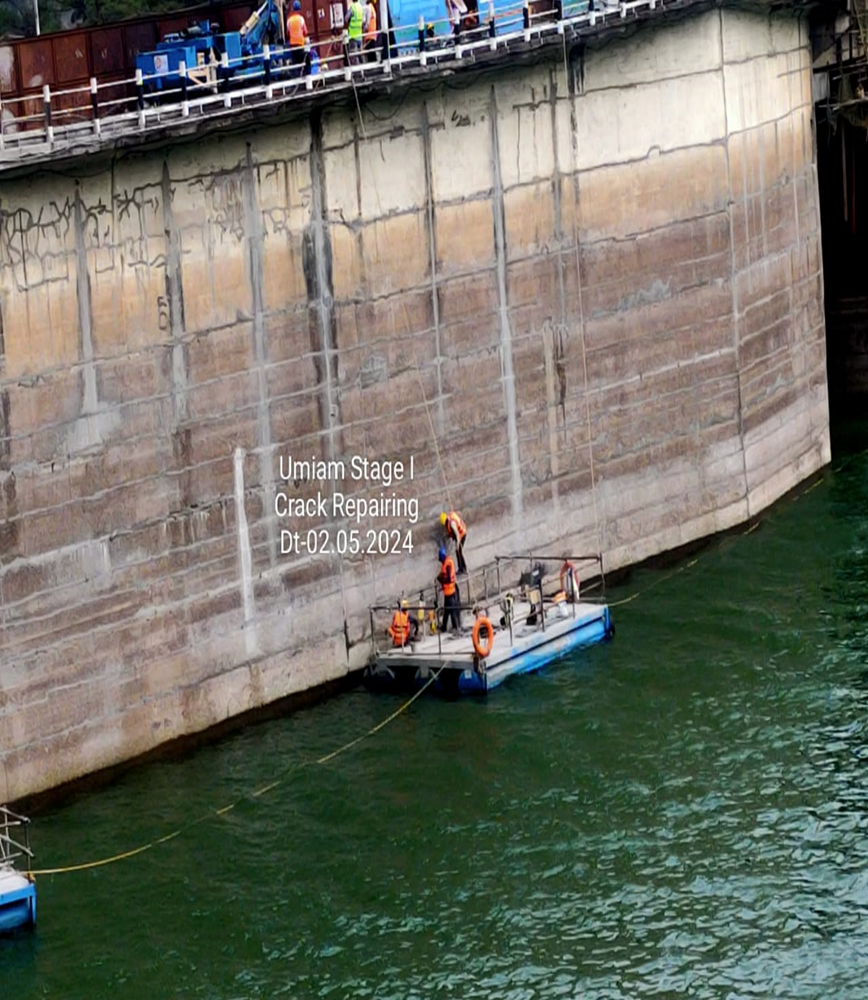 Umiam Stage I
Crack Repairing
Dt-02.05.2024